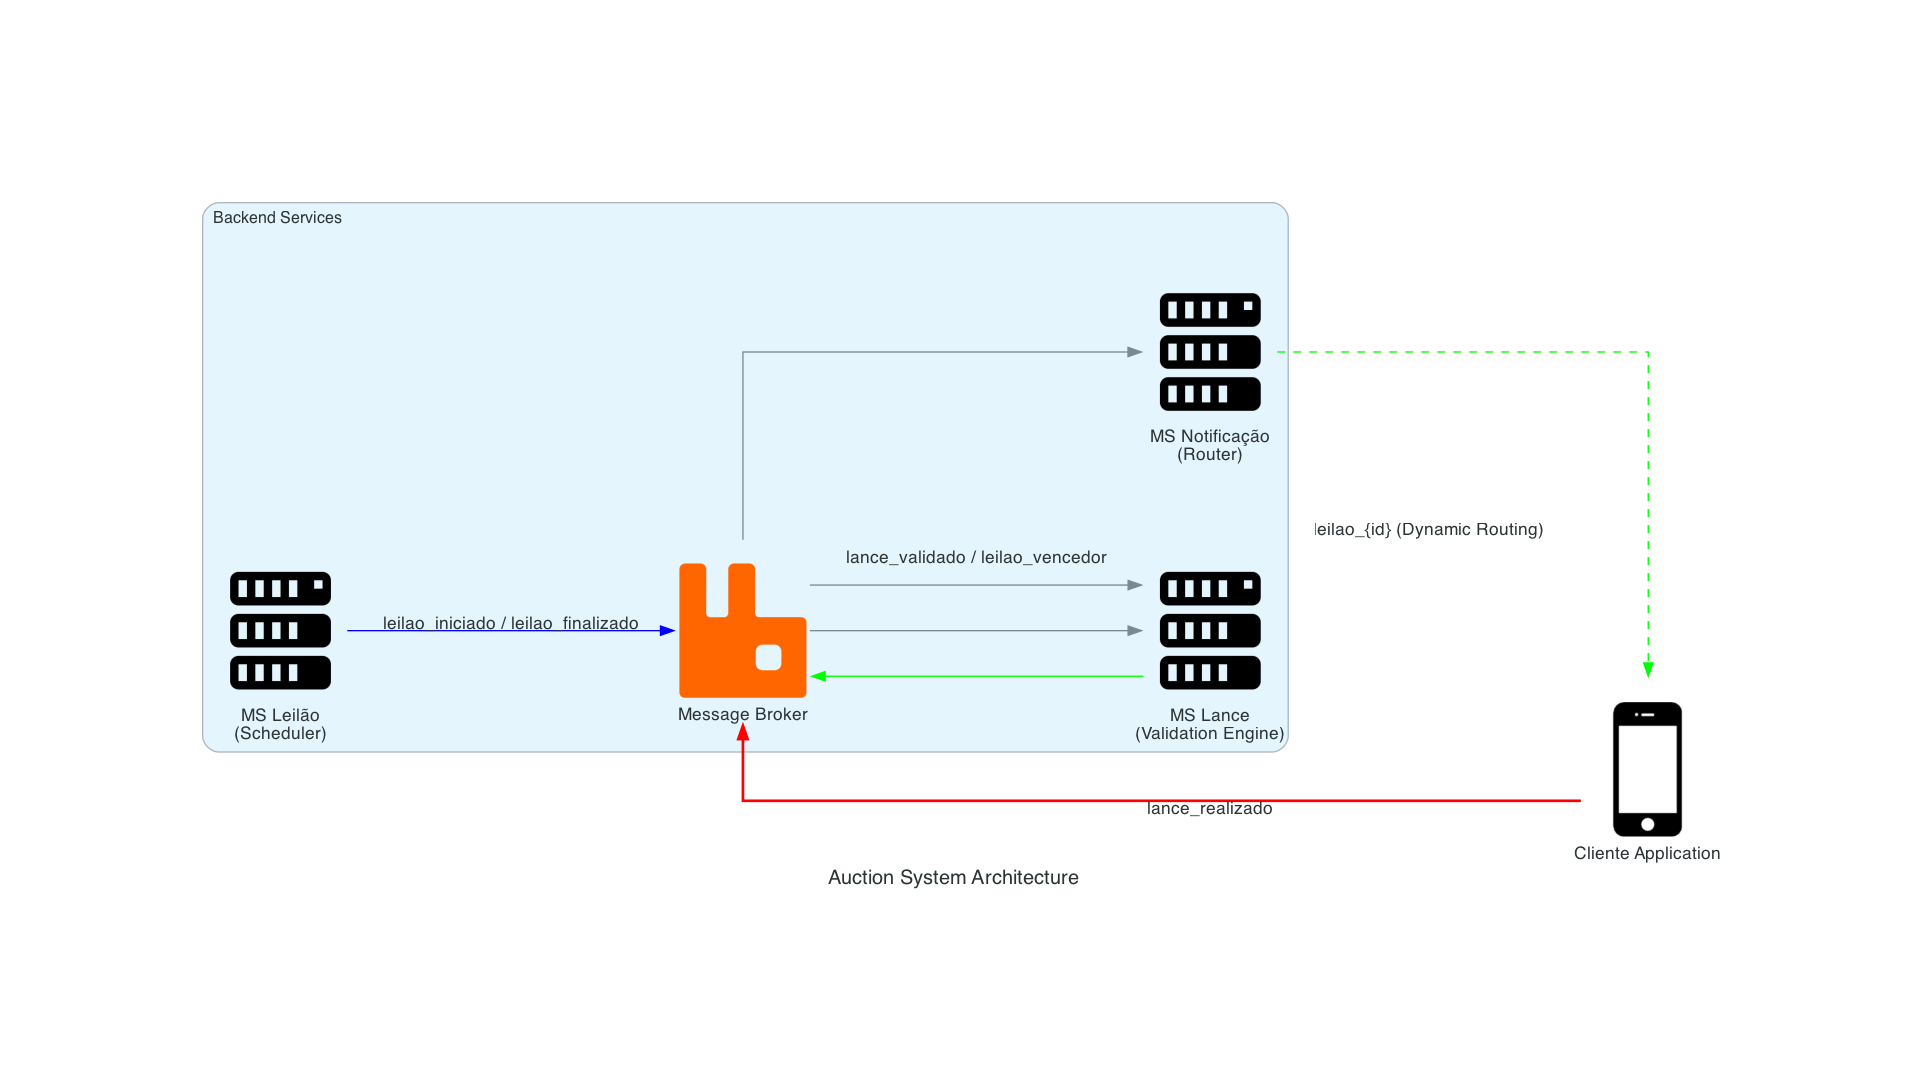 Backend Services
MS Notificação
(Router)
leilao_{id} (Dynamic Routing)
lance_validado / leilao_vencedor
leilao_iniciado / leilao_finalizado
MS Leilão
(Scheduler)
Message Broker
MS Lance
(Validation Engine)
lance_realizado
Cliente Application
Auction System Architecture